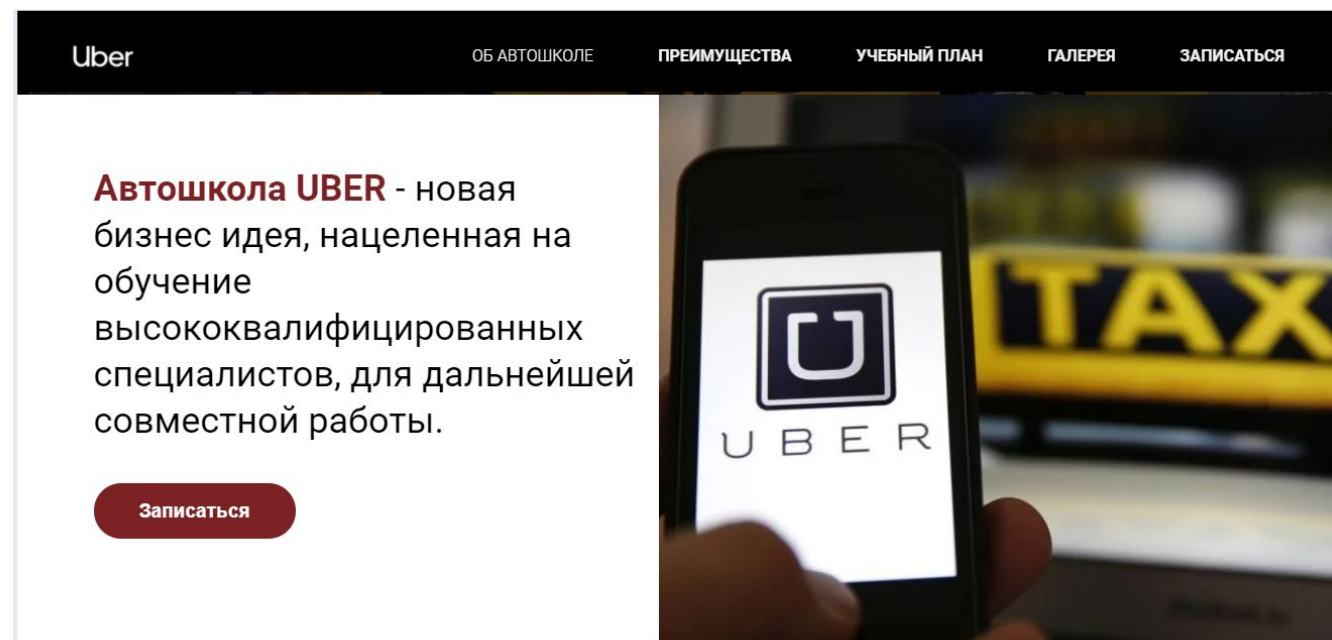 Uber
ОБ АВТОШКОЛЕ
ПРЕИМУЩЕСТВА
УЧЕБНЫЙ ПЛАН
ГАЛЕРЕЯ
ЗАПИСАТЬСЯ
Автошкола UBER - новая
бизнес идея, нацеленная на
обучение
высококвалифицированных
специалистов, для дальнейшей
совместной работы.
Записаться
U
UBER
TAX